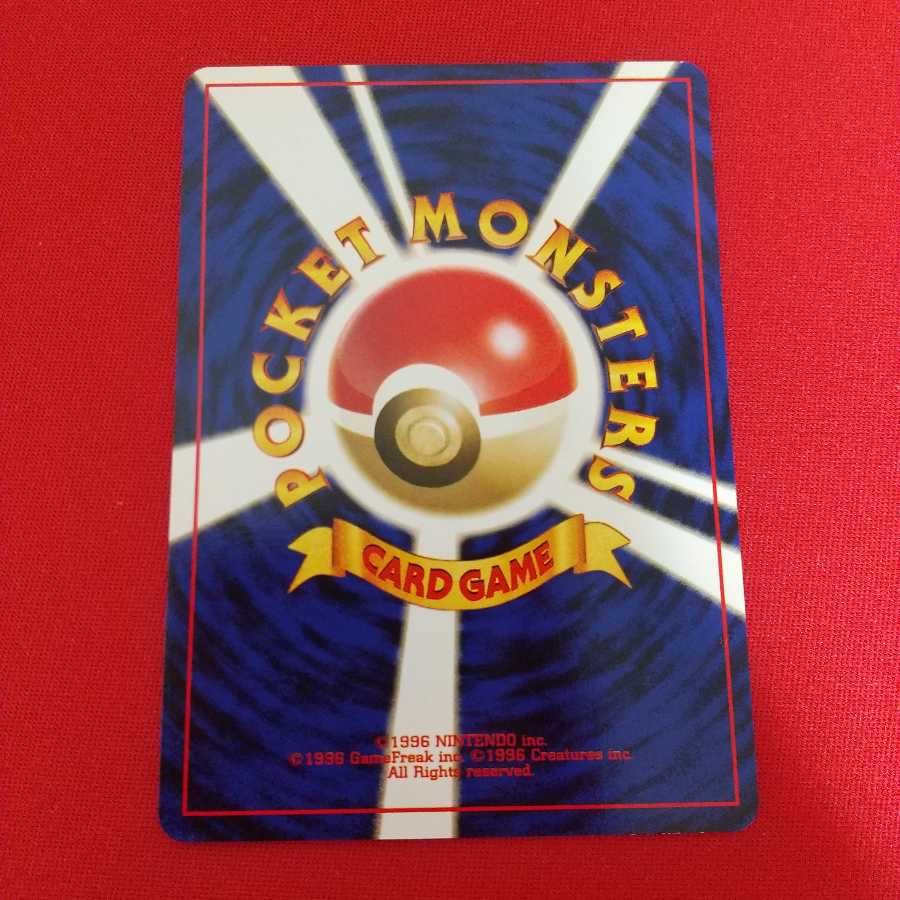 POCKET MONSTERS
CARD GAME
©1996 NINTENDO inc.
©1996 GameFreak inc. ©1996 Creatures inc.
All Rights reserved.